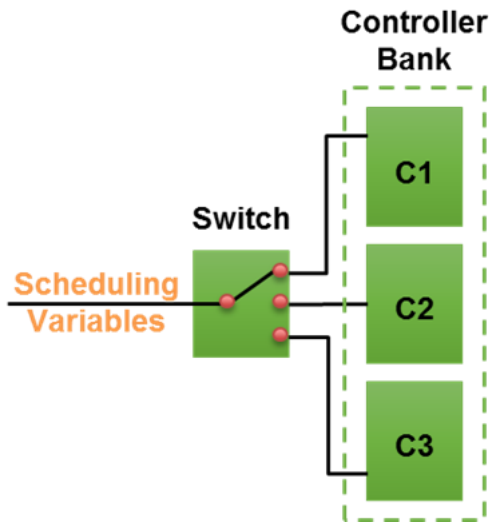 Controller
Bank
C1
Switch
Scheduling
Variables
C2
C3